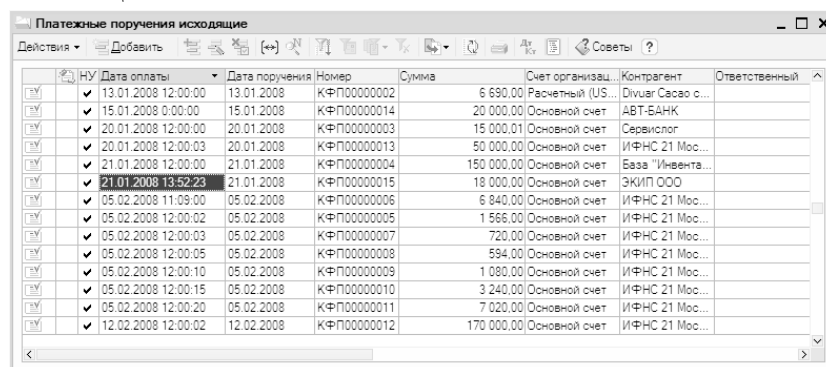 Платежные поручения исходящие
Действия Добавить Советы ?
НУ Дата оплаты Дата поручения Номер Сумма Счет организац... Контрагент Ответственный
13.01.2008 12:00:00 13.01.2008 КФП00000002 6 690,00 Расчетный (US... Divuar Cacao c...
15.01.2008 0:00:00 15.01.2008 КФП00000014 20 000,00 Основной счет АВТ-БАНК
20.01.2008 12:00:00 20.01.2008 КФП00000003 15 000,01 Основной счет Сервислог
20.01.2008 12:00:03 20.01.2008 КФП00000013 50 000,00 Основной счет ИФНС 21 Мос...
21.01.2008 12:00:00 21.01.2008 КФП00000004 150 000,00 Основной счет База "Инвента...
21.01.2008 13:52:23 21.01.2008 КФП00000015 18 000,00 Основной счет ЭКИП ООО
05.02.2008 11:09:00 05.02.2008 КФП00000006 6 840,00 Основной счет ИФНС 21 Мос...
05.02.2008 12:00:02 05.02.2008 КФП00000005 1 566,00 Основной счет ИФНС 21 Мос...
05.02.2008 12:00:03 05.02.2008 КФП00000007 720,00 Основной счет ИФНС 21 Мос...
05.02.2008 12:00:05 05.02.2008 КФП00000008 594,00 Основной счет ИФНС 21 Мос...
05.02.2008 12:00:10 05.02.2008 КФП00000009 1 080,00 Основной счет ИФНС 21 Мос...
05.02.2008 12:00:15 05.02.2008 КФП00000010 3 240,00 Основной счет ИФНС 21 Мос...
05.02.2008 12:00:20 05.02.2008 КФП00000011 7 020,00 Основной счет ИФНС 21 Мос...
12.02.2008 12:00:02 12.02.2008 КФП00000012 170 000,00 Основной счет ИФНС 21 Мос...